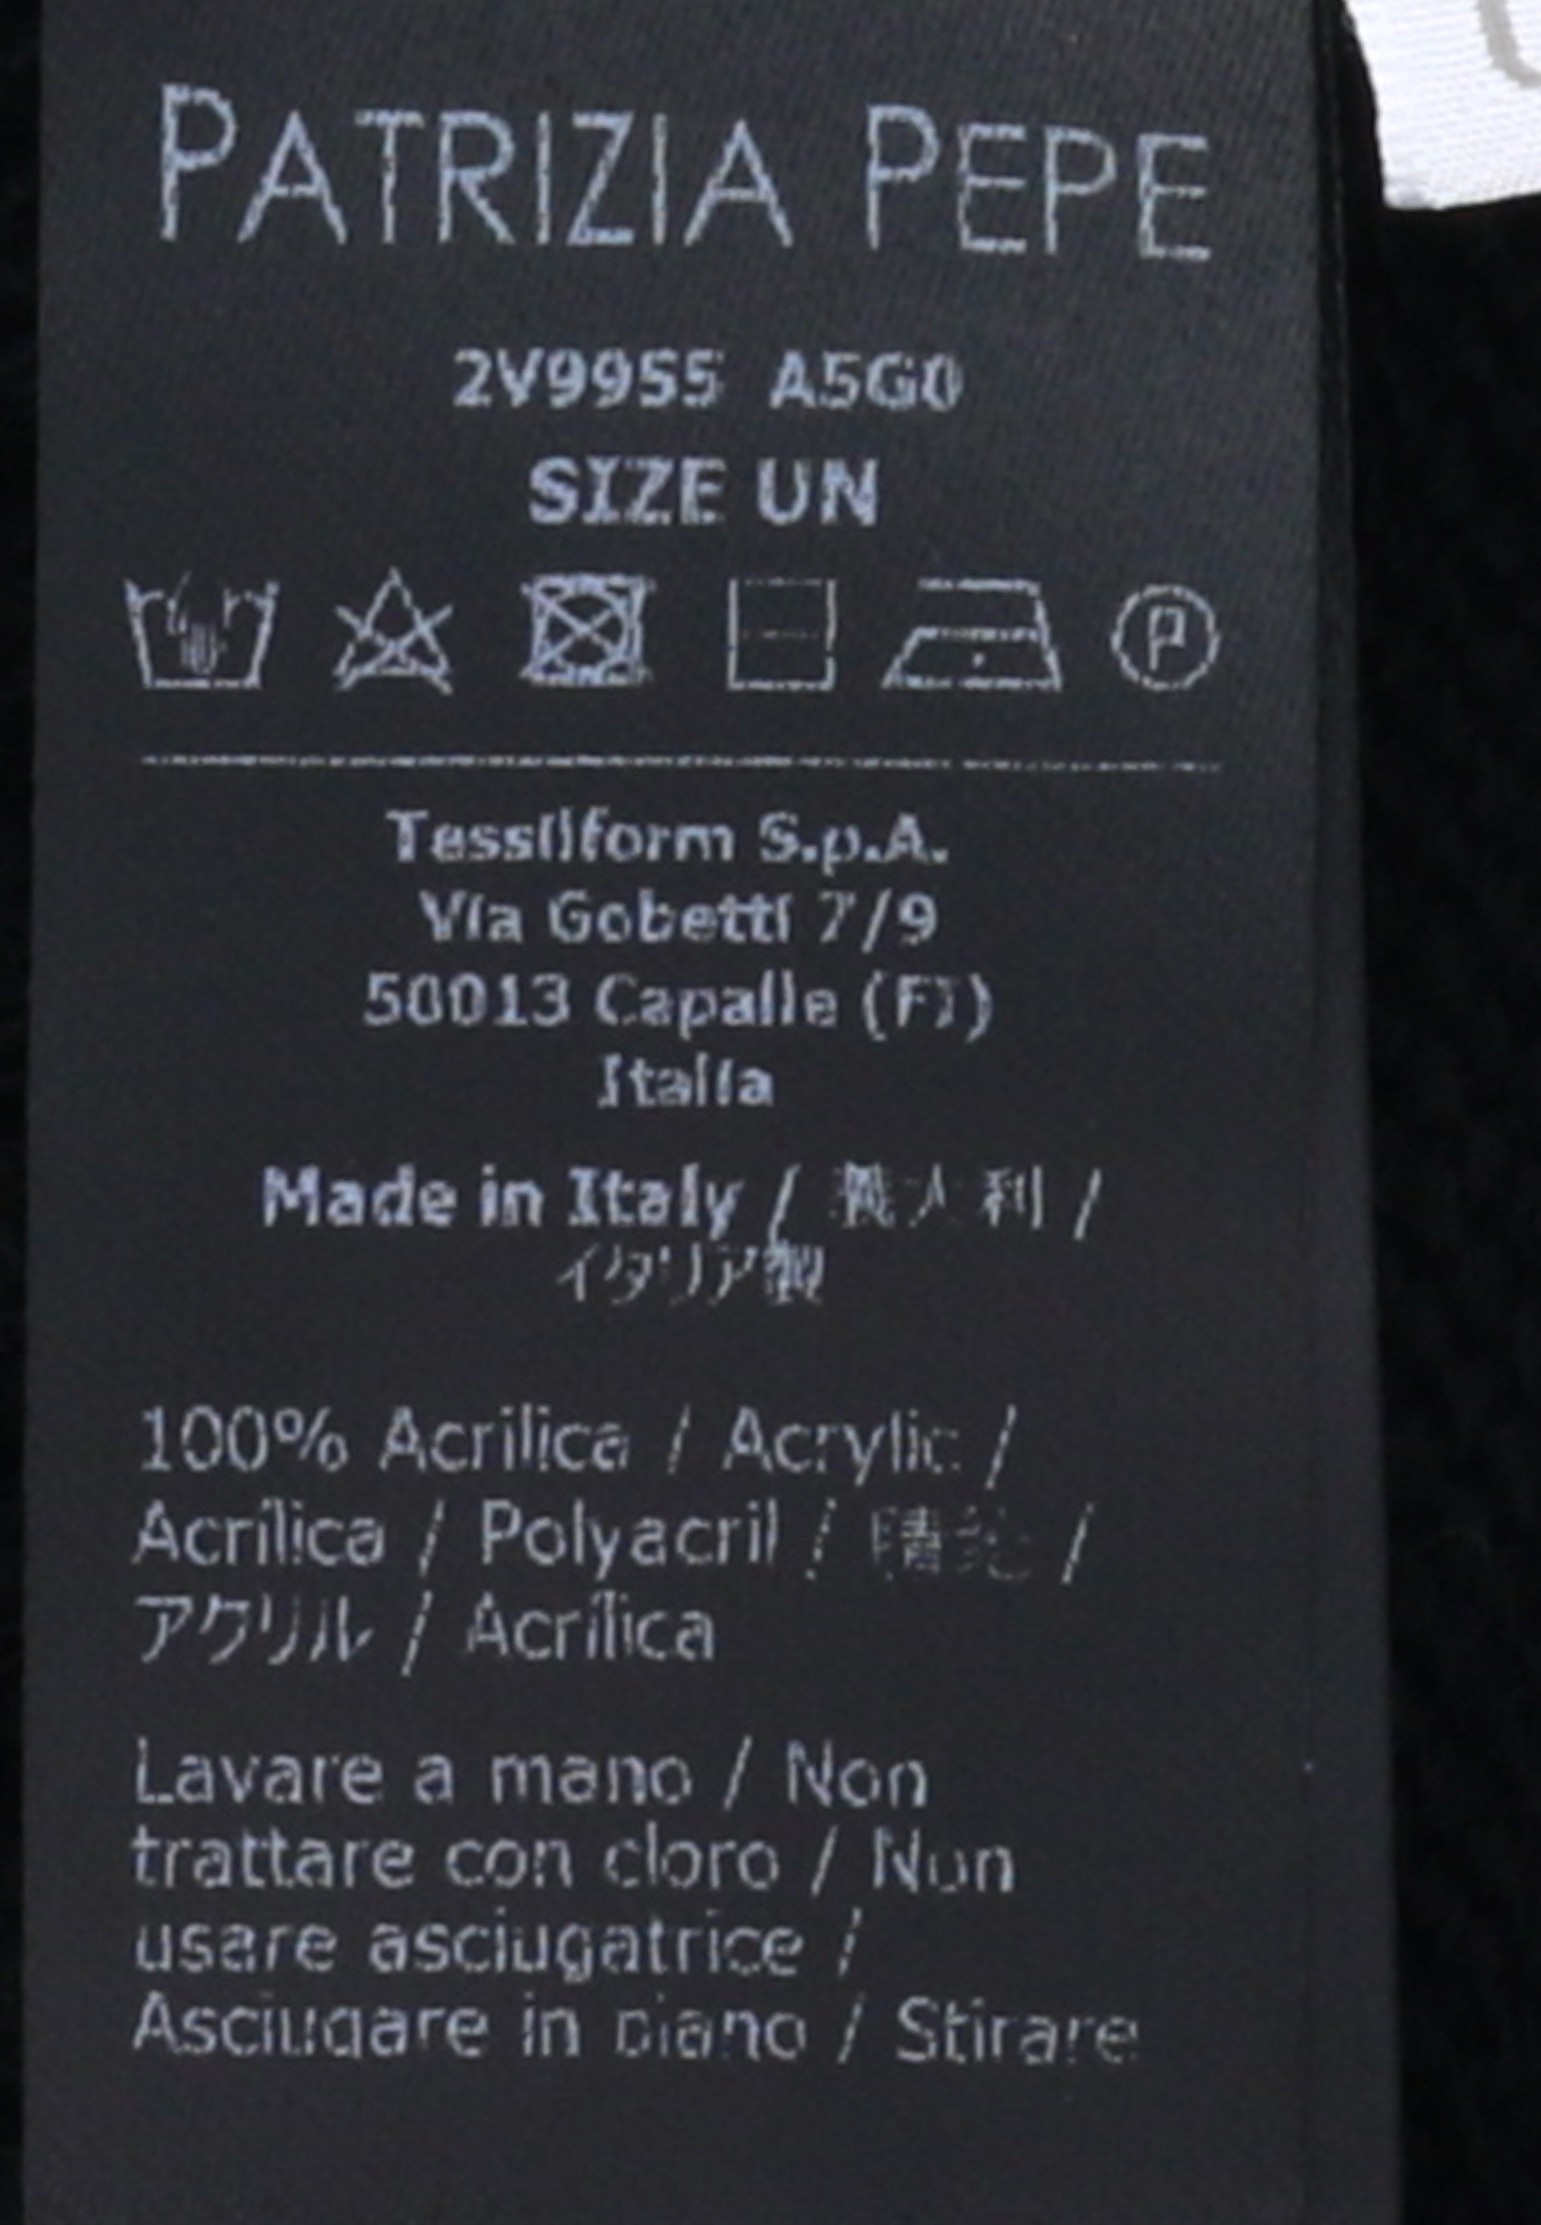 PATRIZIA PEPE
2V9955 A5G0
SIZE UN
P
Tessilform S.p.A.
Via Gobetti 7/9
50013 Capalle (FI)
Italia
Made in Italy / 義大利 /
イタリア製
100% Acrilica / Acrylic /
Acrílica / Polyacril / 腈纶 /
アクリル / Acrílica
Lavare a mano / Non
trattare con cloro / Non
usare asciugatrice /
Asciugare in piano / Stirare